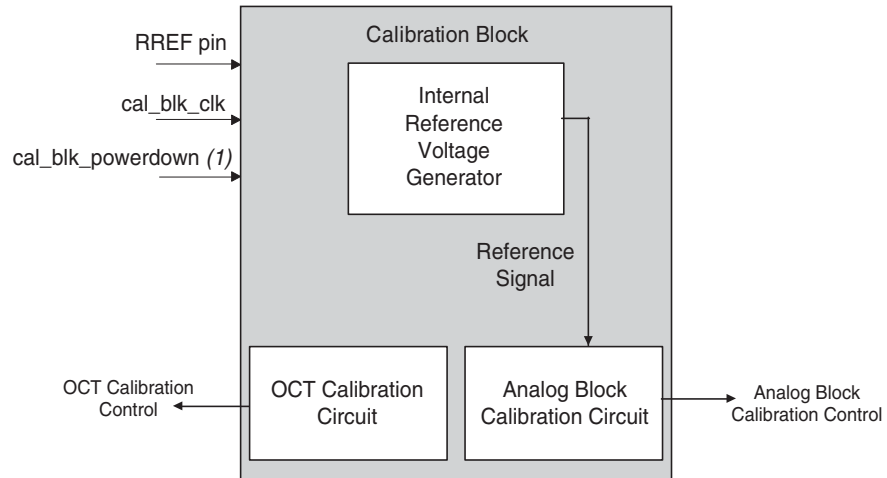 Calibration Block
RREF pin
cal_blk_clk
cal_blk_powerdown (1)
Internal
Reference
Voltage
Generator
Reference
Signal
OCT Calibration
Control
OCT Calibration
Circuit
Analog Block
Calibration Circuit
Analog Block
Calibration Control